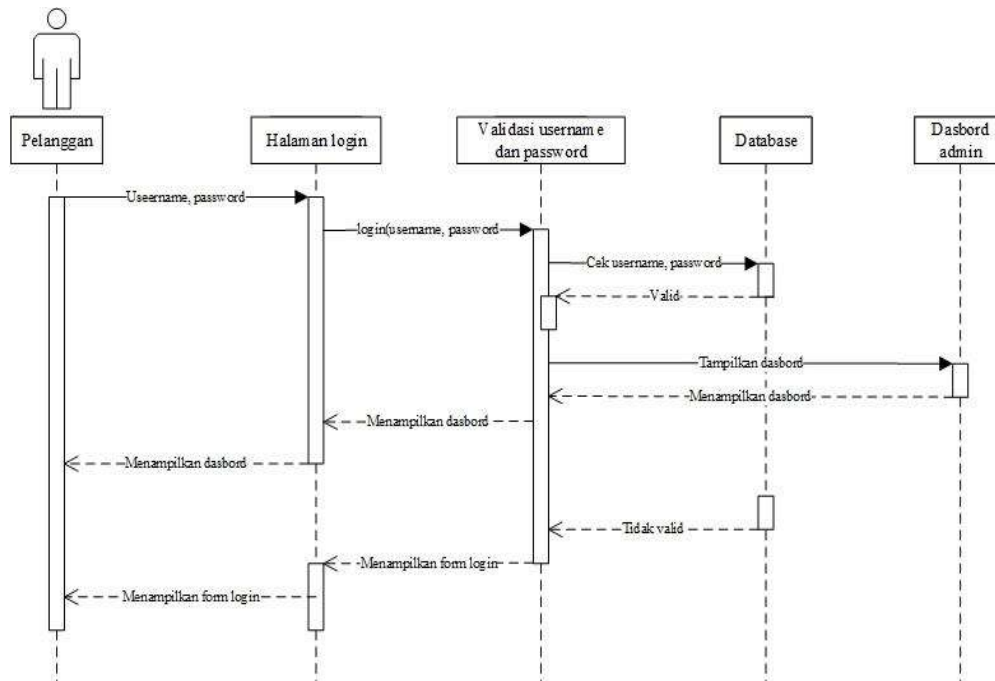 Pelanggan
Halaman login
Validasi username
dan password
Database
Dasbord
admin
Useername, password
login(username, password
Cek username, password
Valid
Tampilkan dasbord
Menampilkan dasbord
Menampilkan dasbord
Menampilkan dasbord
Tidak valid
Menampilkan form login
Menampilkan form login